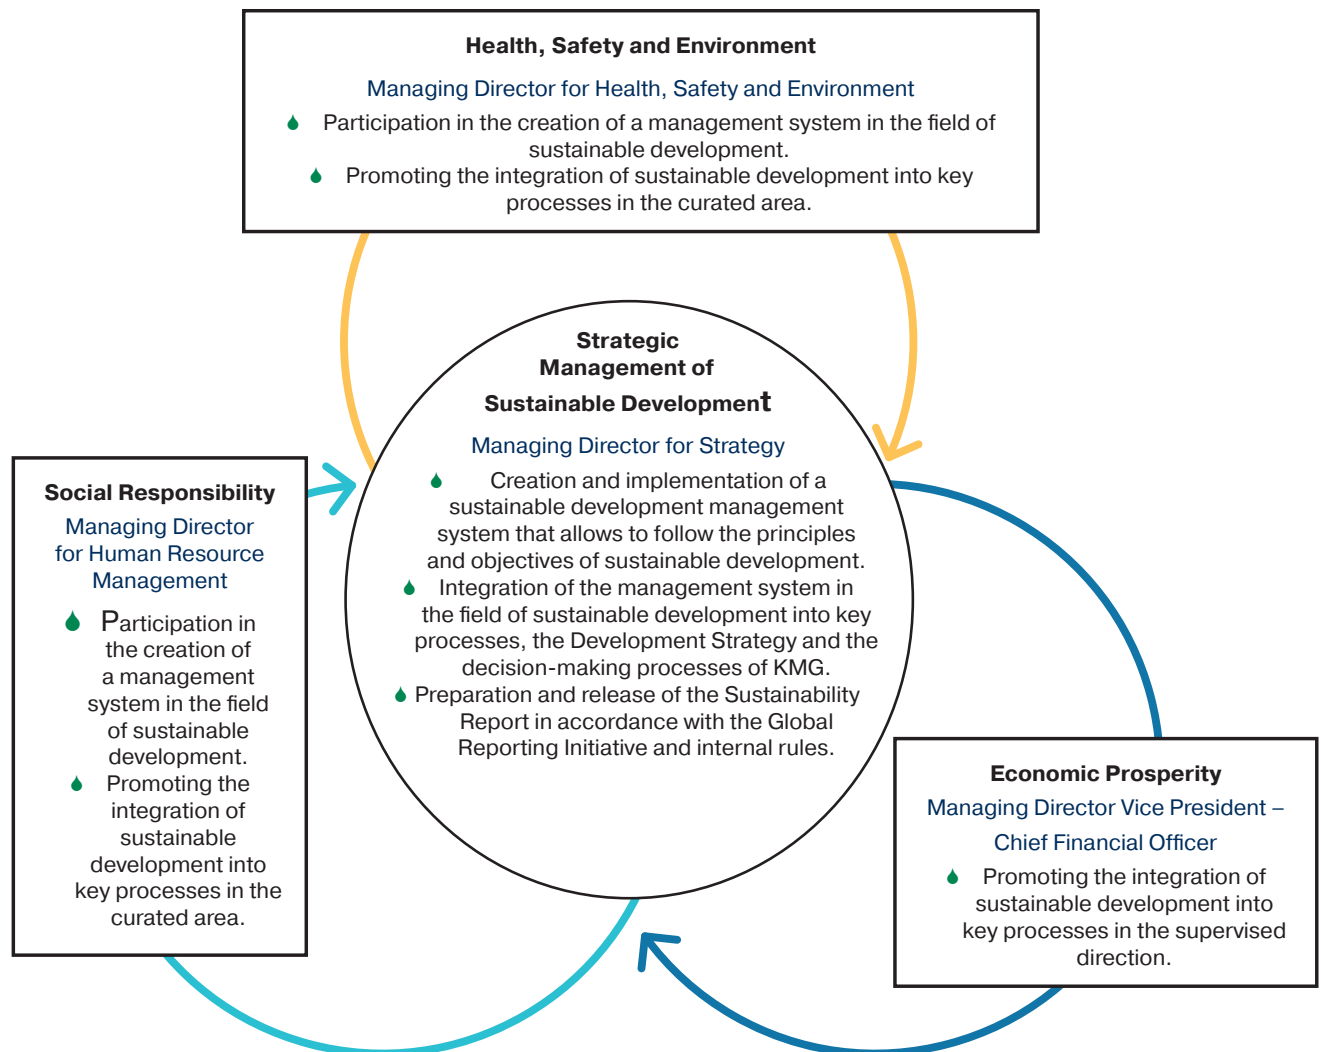 Health, Safety and Environment
Managing Director for Health, Safety and Environment
Participation in the creation of a management system in the field of
sustainable development.
Promoting the integration of sustainable development into key
processes in the curated area.
Strategic
Management of
Sustainable Development
Managing Director for Strategy
Creation and implementation of a
sustainable development management
system that allows to follow the principles
and objectives of sustainable development.
Integration of the management system in
the field of sustainable development into key
processes, the Development Strategy and the
decision-making processes of KMG.
Preparation and release of the Sustainability
Report in accordance with the Global
Reporting Initiative and internal rules.
Social Responsibility
Managing Director
for Human Resource
Management
Participation in
the creation of
a management
system in the field
of sustainable
development.
Promoting the
integration of
sustainable
development into
key processes in the
curated area.
Economic Prosperity
Managing Director Vice President –
Chief Financial Officer
Promoting the integration of
sustainable development into
key processes in the supervised
direction.